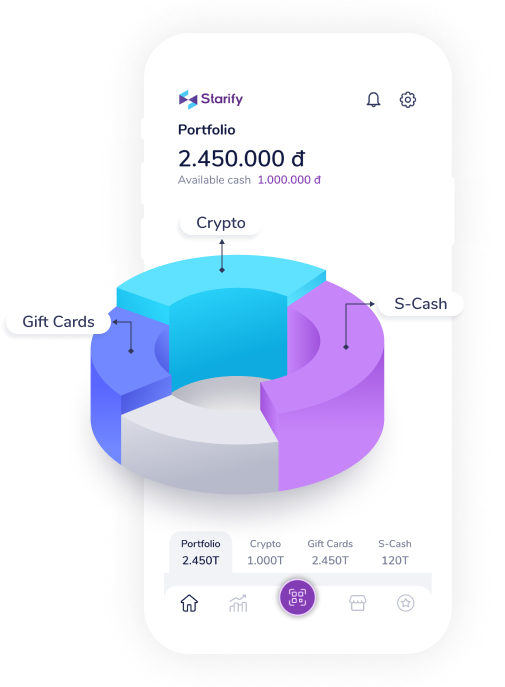 Starify
Portfolio
2.450.000 đ
Available cash 1.000.000 đ
Crypto
S-Cash
Gift Cards
Portfolio Crypto Gift Cards S-Cash
2.450T 1.000T 2.450T 120T